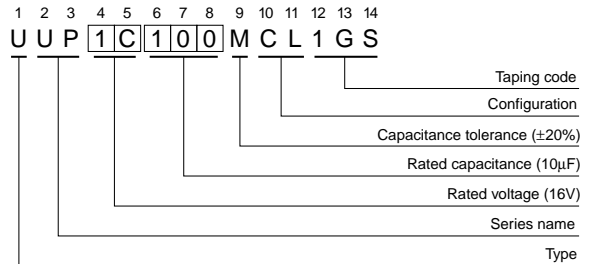 1 2 3 4 5 6 7 8 9 10 11 12 13 14
U U P 1 C 1 0 0 M C L 1 G S
Taping code
Configuration
Capacitance tolerance (±20%)
Rated capacitance (10µF)
Rated voltage (16V)
Series name
Type